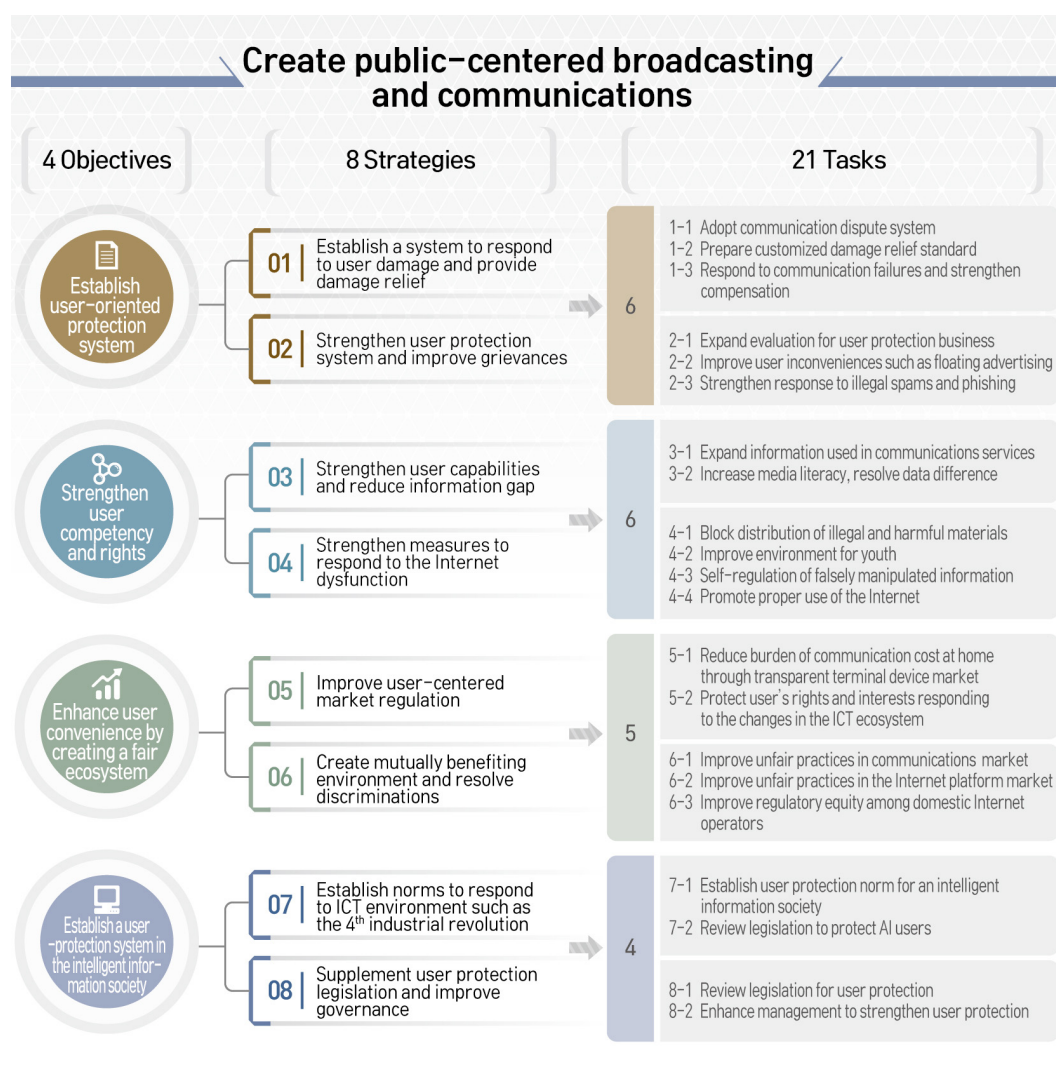 Create public-centered broadcasting
and communications
4 Objectives
8 Strategies
21 Tasks
Establish
user-oriented
protection
system
01
Establish a system to respond
to user damage and provide
damage relief
02
Strengthen user protection
system and improve grievances
6
1-1 Adopt communication dispute system
1-2 Prepare customized damage relief standard
1-3 Respond to communication failures and strengthen
compensation
2-1 Expand evaluation for user protection business
2-2 Improve user inconveniences such as floating advertising
2-3 Strengthen response to illegal spams and phishing
Strengthen
user
competency
and rights
03
Strengthen user capabilities
and reduce information gap
04
Strengthen measures to
respond to the Internet
dysfunction
6
3-1 Expand information used in communications services
3-2 Increase media literacy, resolve data difference
4-1 Block distribution of illegal and harmful materials
4-2 Improve environment for youth
4-3 Self-regulation of falsely manipulated information
4-4 Promote proper use of the Internet
Enhance user
convenience by
creating a fair
ecosystem
05
Improve user-centered
market regulation
06
Create mutually benefiting
environment and resolve
discriminations
5
5-1 Reduce burden of communication cost at home
through transparent terminal device market
5-2 Protect user's rights and interests responding
to the changes in the ICT ecosystem
6-1 Improve unfair practices in communications market
6-2 Improve unfair practices in the Internet platform market
6-3 Improve regulatory equity among domestic Internet
operators
Establish a user
-protection system in
the intelligent infor-
mation society
07
Establish norms to respond
to ICT environment such as
the 4th industrial revolution
08
Supplement user protection
legislation and improve
governance
4
7-1 Establish user protection norm for an intelligent
information society
7-2 Review legislation to protect AI users
8-1 Review legislation for user protection
8-2 Enhance management to strengthen user protection